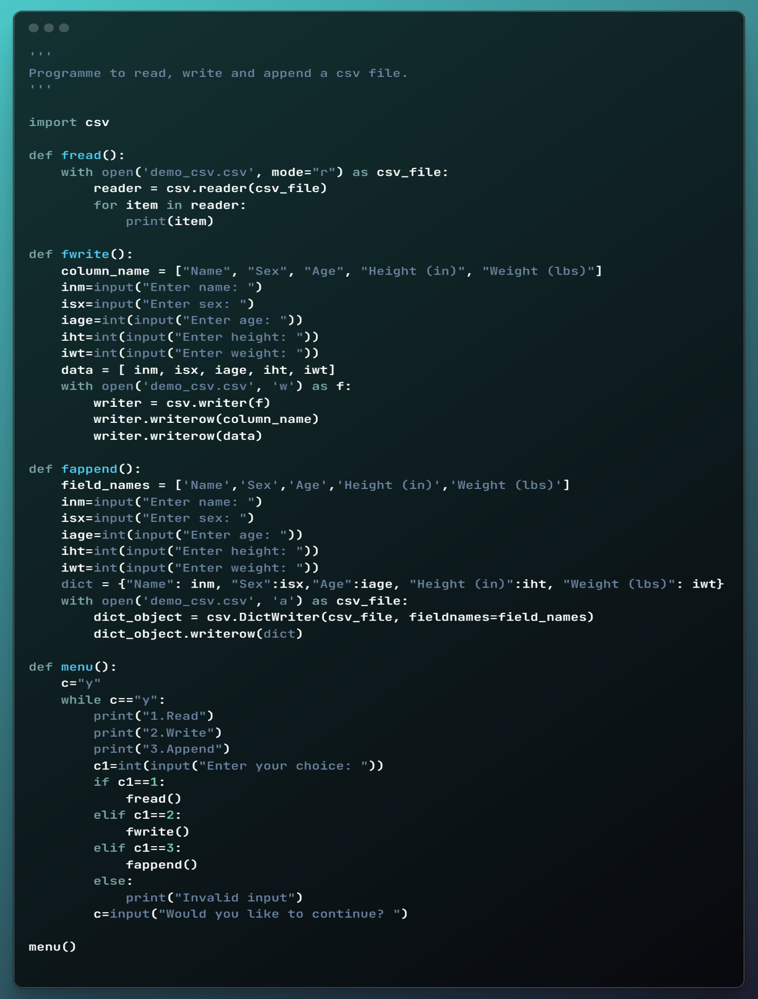 '''
Programme to read, write and append a csv file.
'''

import csv

def fread():
    with open('demo_csv.csv', mode="r") as csv_file:
        reader = csv.reader(csv_file)
        for item in reader:
            print(item)

def fwrite():
    column_name = ["Name", "Sex", "Age", "Height (in)", "Weight (lbs)"]
    inm=input("Enter name: ")
    isx=input("Enter sex: ")
    iage=int(input("Enter age: "))
    iht=int(input("Enter height: "))
    iwt=int(input("Enter weight: "))
    data = [ inm, isx, iage, iht, iwt]
    with open('demo_csv.csv', 'w') as f:
        writer = csv.writer(f)
        writer.writerow(column_name)
        writer.writerow(data)

def fappend():
    field_names = ['Name','Sex','Age','Height (in)','Weight (lbs)']
    inm=input("Enter name: ")
    isx=input("Enter sex: ")
    iage=int(input("Enter age: "))
    iht=int(input("Enter height: "))
    iwt=int(input("Enter weight: "))
    dict = {"Name": inm, "Sex":isx,"Age":iage, "Height (in)":iht, "Weight (lbs)": iwt}
    with open('demo_csv.csv', 'a') as csv_file:
        dict_object = csv.DictWriter(csv_file, fieldnames=field_names)
        dict_object.writerow(dict)

def menu():
    c="y"
    while c=="y":
        print("1.Read")
        print("2.Write")
        print("3.Append")
        c1=int(input("Enter your choice: "))
        if c1==1:
            fread()
        elif c1==2:
            fwrite()
        elif c1==3:
            fappend()
        else:
            print("Invalid input")
        c=input("Would you like to continue? ")

menu()